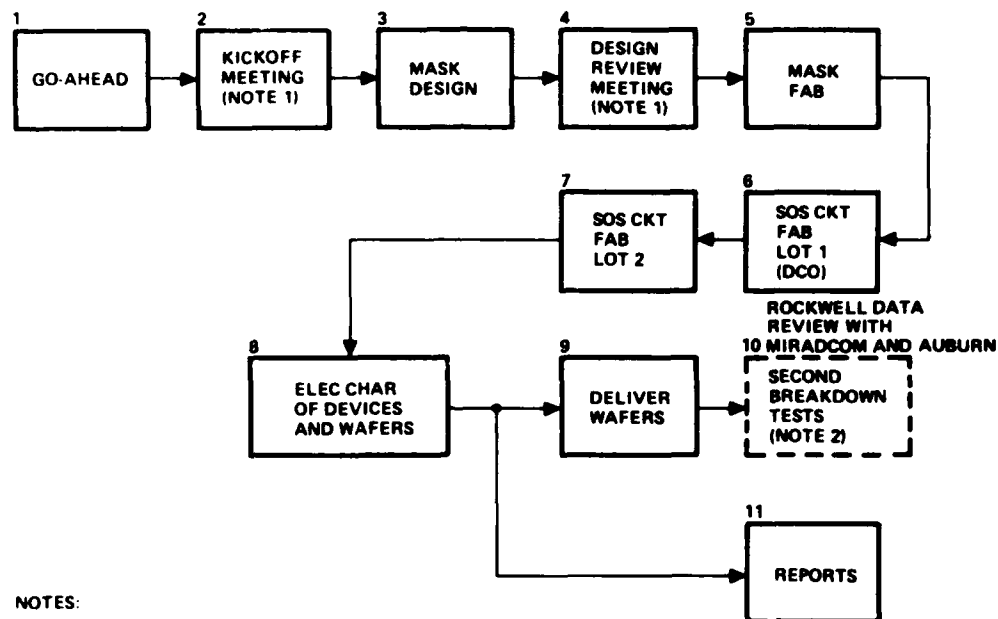 1
GO-AHEAD
2
KICKOFF
MEETING
(NOTE 1)
3
MASK
DESIGN
4
DESIGN
REVIEW
MEETING
(NOTE 1)
5
MASK
FAB
7
SOS CKT
FAB
LOT 2
6
SOS CKT
FAB
LOT 1
(DCO)
8
ELEC CHAR
OF DEVICES
AND WAFERS
9
DELIVER
WAFERS
ROCKWELL DATA
REVIEW WITH
10 MIRADCOM AND AUBURN
SECOND
BREAKDOWN
TESTS
(NOTE 2)
11
REPORTS
NOTES: